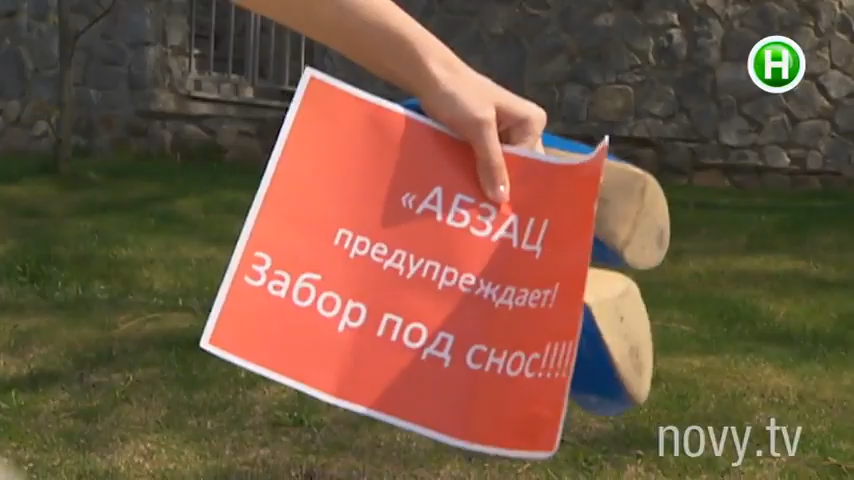 Н
«АБЗАЦ
предупреждает!
Забор под снос!!!!
novy.tv